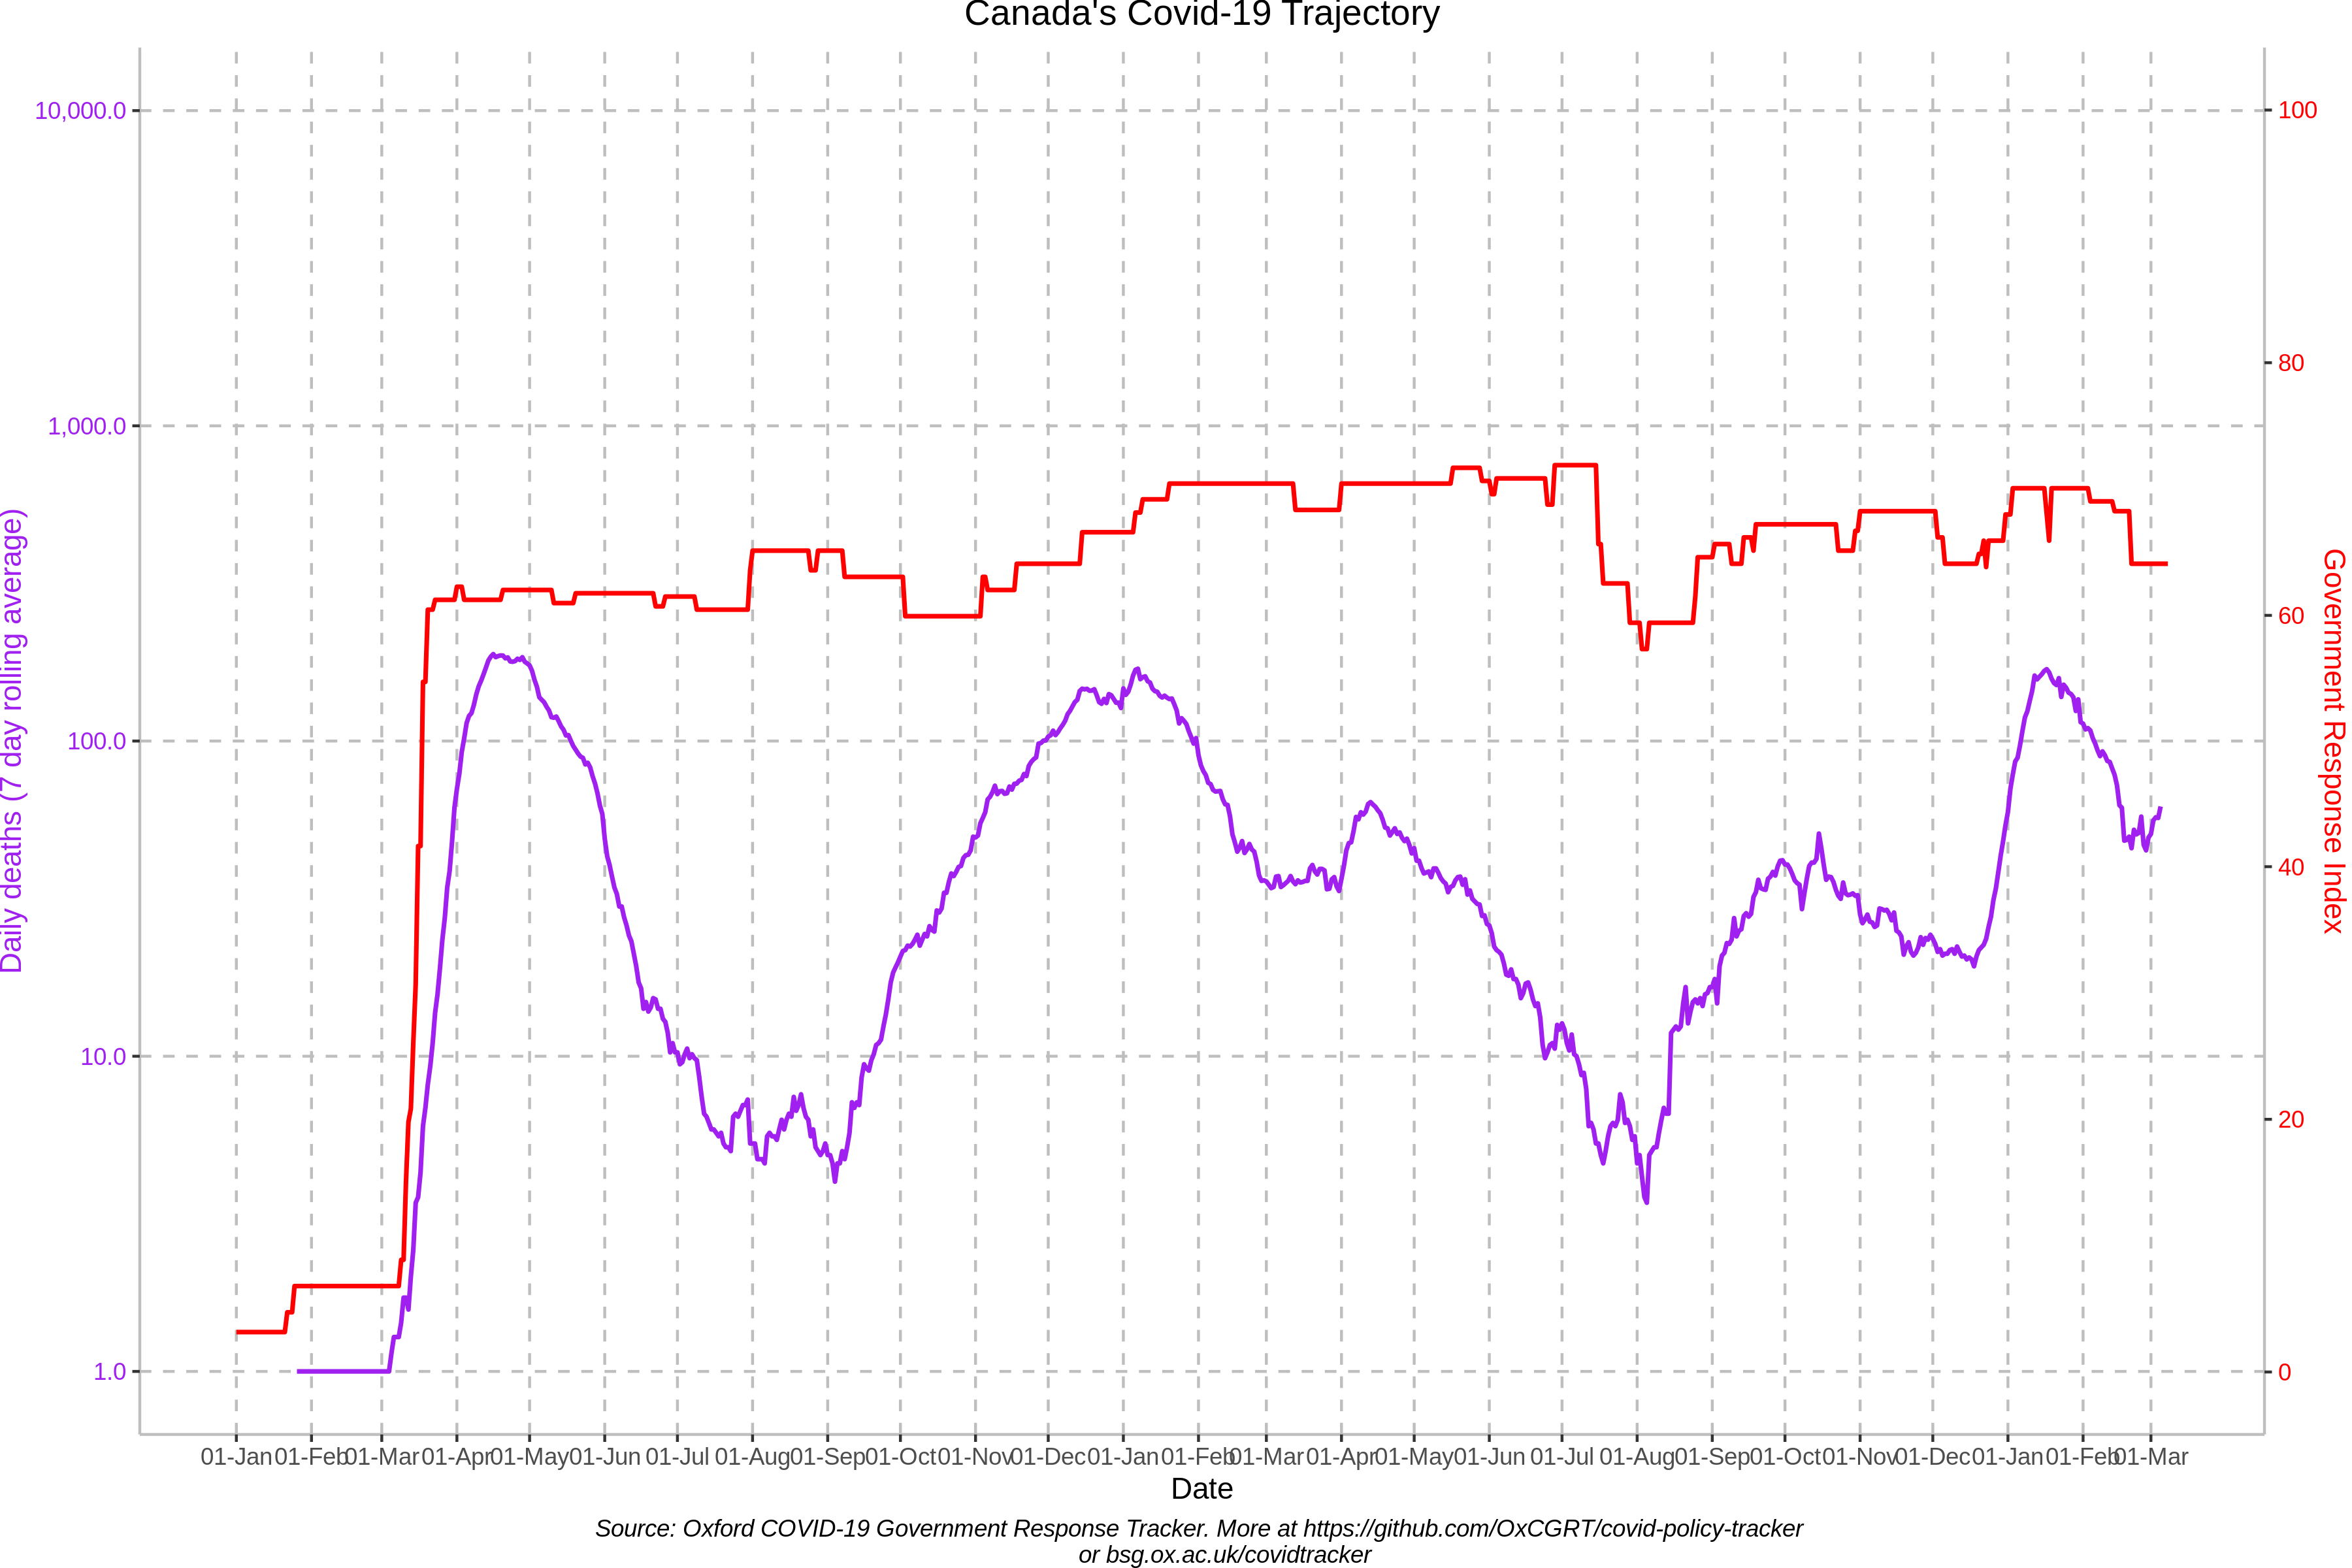 Canada's Covid-19 Trajectory
10,000.0
1,000.0
100.0
10.0
1.0
Daily deaths (7 day rolling average)
100
80
60
40
20
0
Government Response Index
01-Jan 01-Feb 01-Mar 01-Apr 01-May 01-Jun 01-Jul 01-Aug 01-Sep 01-Oct 01-Nov 01-Dec 01-Jan 01-Feb 01-Mar 01-Apr 01-May 01-Jun 01-Jul 01-Aug 01-Sep 01-Oct 01-Nov 01-Dec 01-Jan 01-Feb 01-Mar
Date
Source: Oxford COVID-19 Government Response Tracker. More at https://github.com/OxCGRT/covid-policy-tracker
or bsg.ox.ac.uk/covidtracker